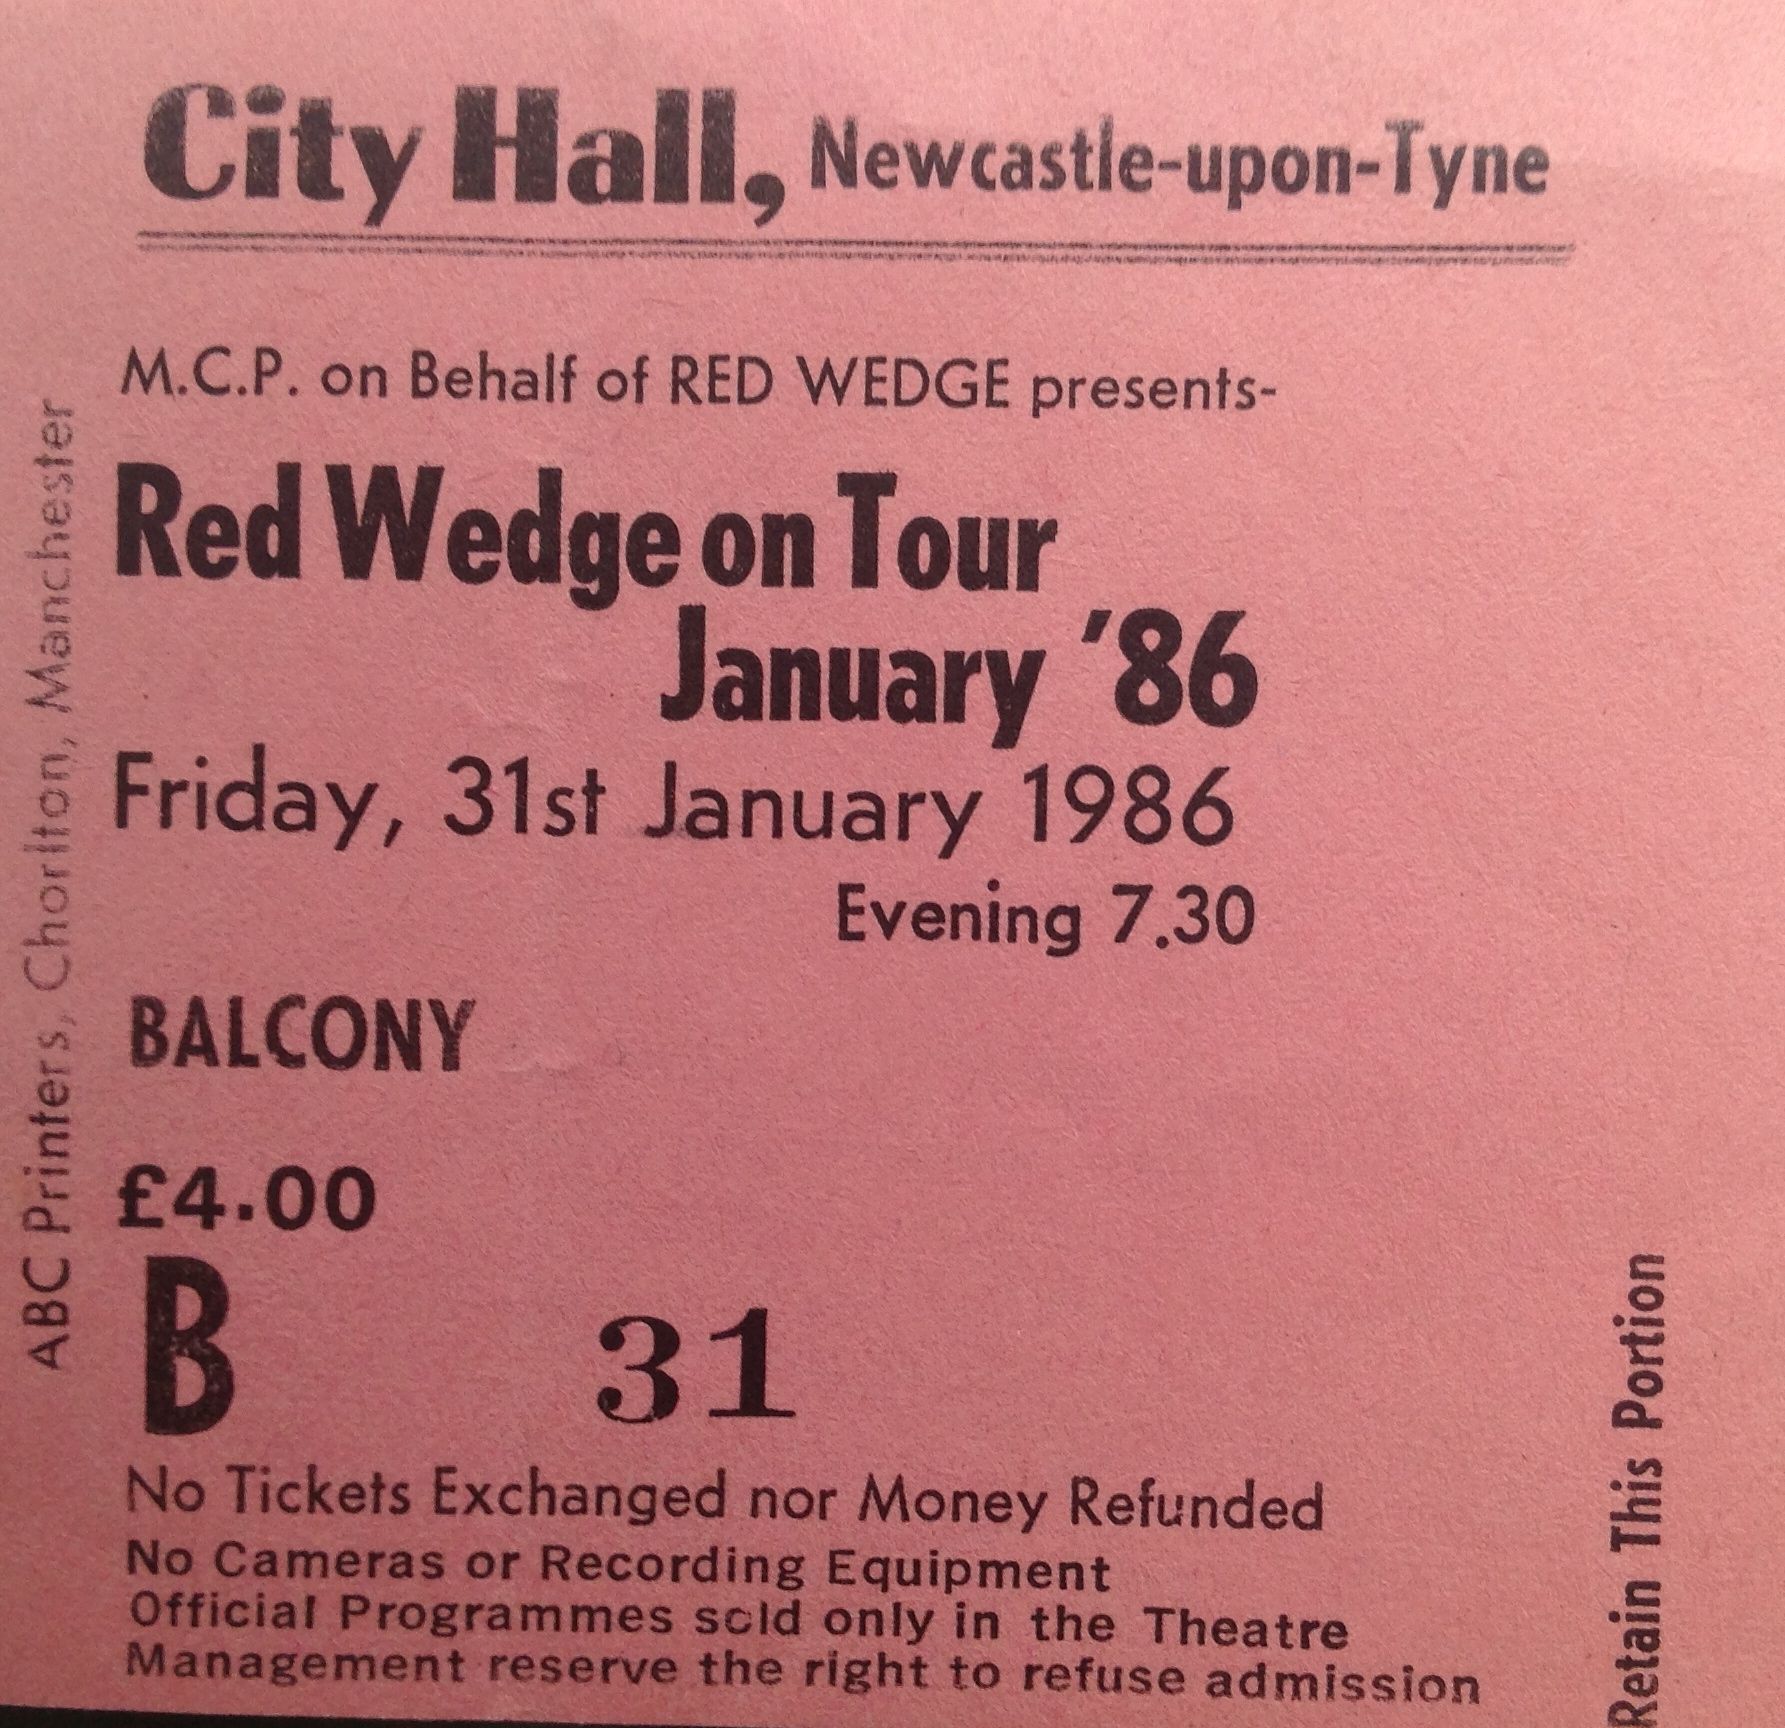 City Hall, Newcastle-upon-Tyne
M.C.P. on Behalf of RED WEDGE presents-
Red Wedge on Tour
January '86
Friday, 31st January 1986
Evening 7.30
BALCONY
£4.00
B 31
No Tickets Exchanged nor Money Refunded
No Cameras or Recording Equipment
Official Programmes sold only in the Theatre
Management reserve the right to refuse admission
ABC Printers, Chorlton, Manchester
Retain This Portion